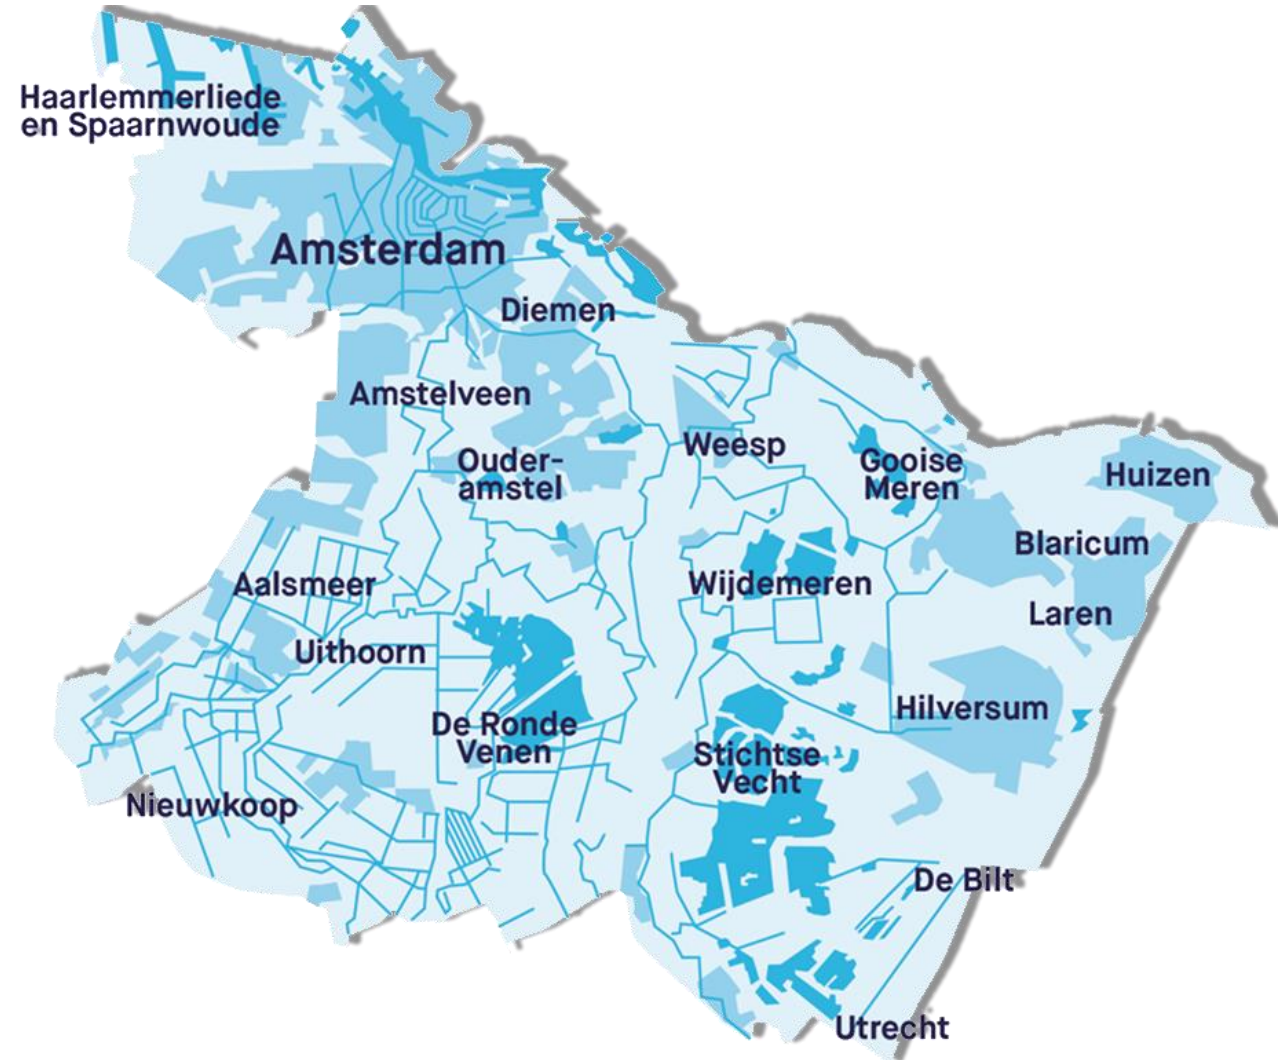 Haarlemmerliede
en Spaarnwoude
Amsterdam
Diemen
Amstelveen
Weesp
Ouder-
amstel
Gooise
Meren
Huizen
Blaricum
Aalsmeer
Wijdemeren
Laren
Uithoorn
Hilversum
De Ronde
Venen
Stichtse
Vecht
Nieuwkoop
De Bilt
Utrecht